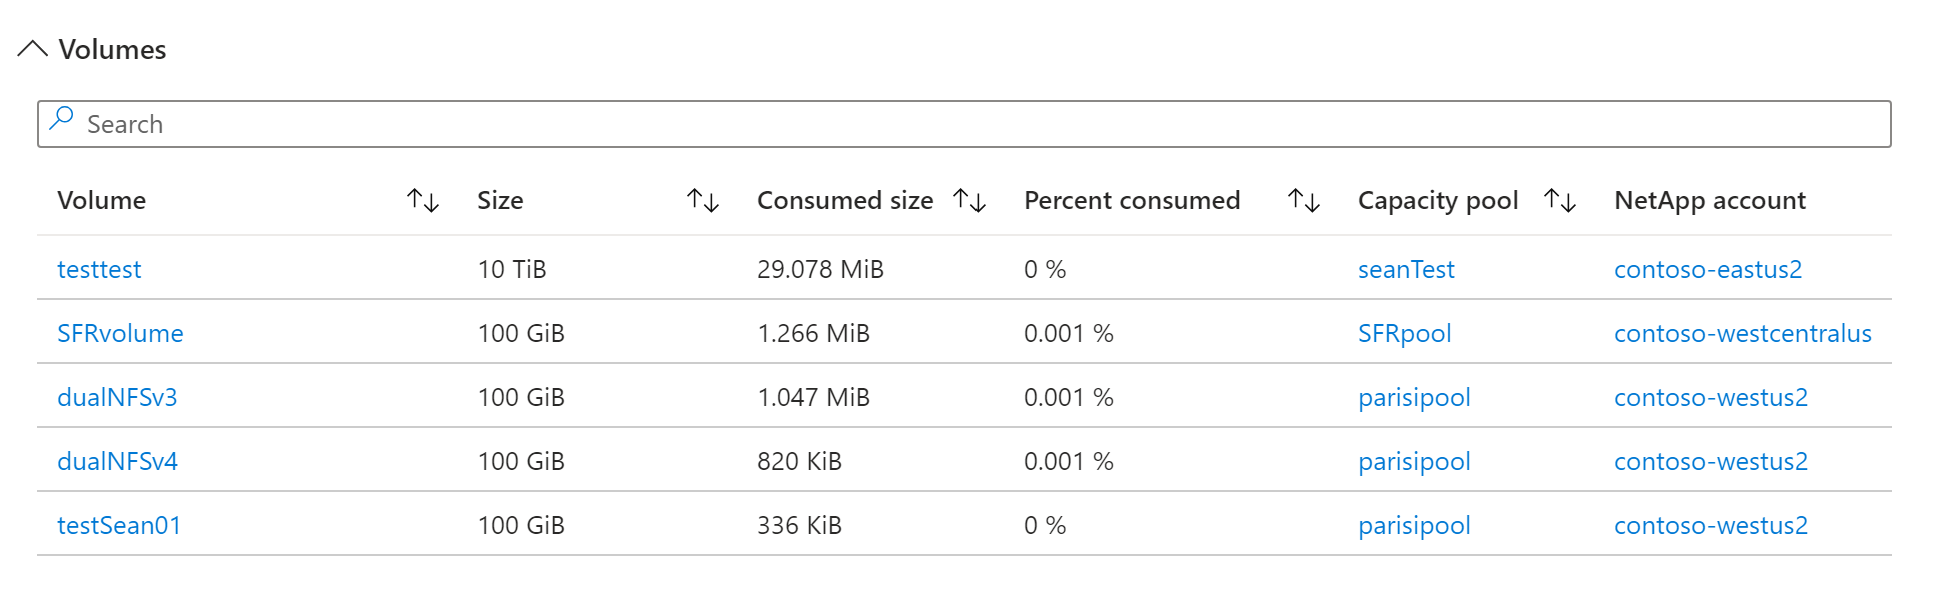 Volumes
Search
Volume Size Consumed size Percent consumed Capacity pool NetApp account
testtest 10 TiB 29.078 MiB 0 % seanTest contoso-eastus2
SFRvolume 100 GiB 1.266 MiB 0.001 % SFRpool contoso-westcentralus
dualNFSv3 100 GiB 1.047 MiB 0.001 % parisipool contoso-westus2
dualNFSv4 100 GiB 820 KiB 0.001 % parisipool contoso-westus2
testSean01 100 GiB 336 KiB 0 % parisipool contoso-westus2